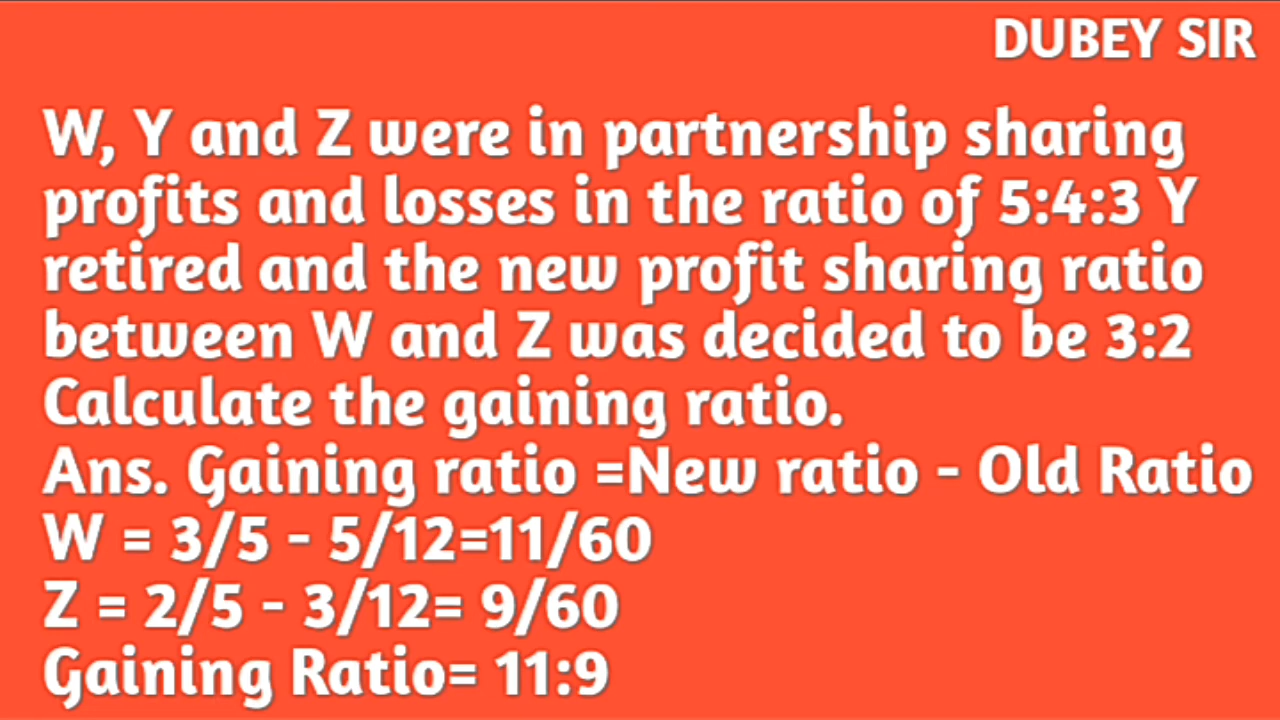 DUBEY SIR
W, Y and Z were in partnership sharing
profits and losses in the ratio of 5:4:3 Y
retired and the new profit sharing ratio
between W and Z was decided to be 3:2
Calculate the gaining ratio.
Ans. Gaining ratio =New ratio - Old Ratio
W = 3/5 - 5/12=11/60
Z = 2/5 - 3/12= 9/60
Gaining Ratio= 11:9